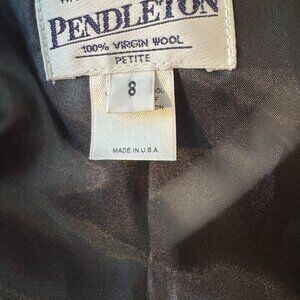 PENDLETON
100% VIRGIN WOOL
PETITE
8
MADE IN U.S.A.